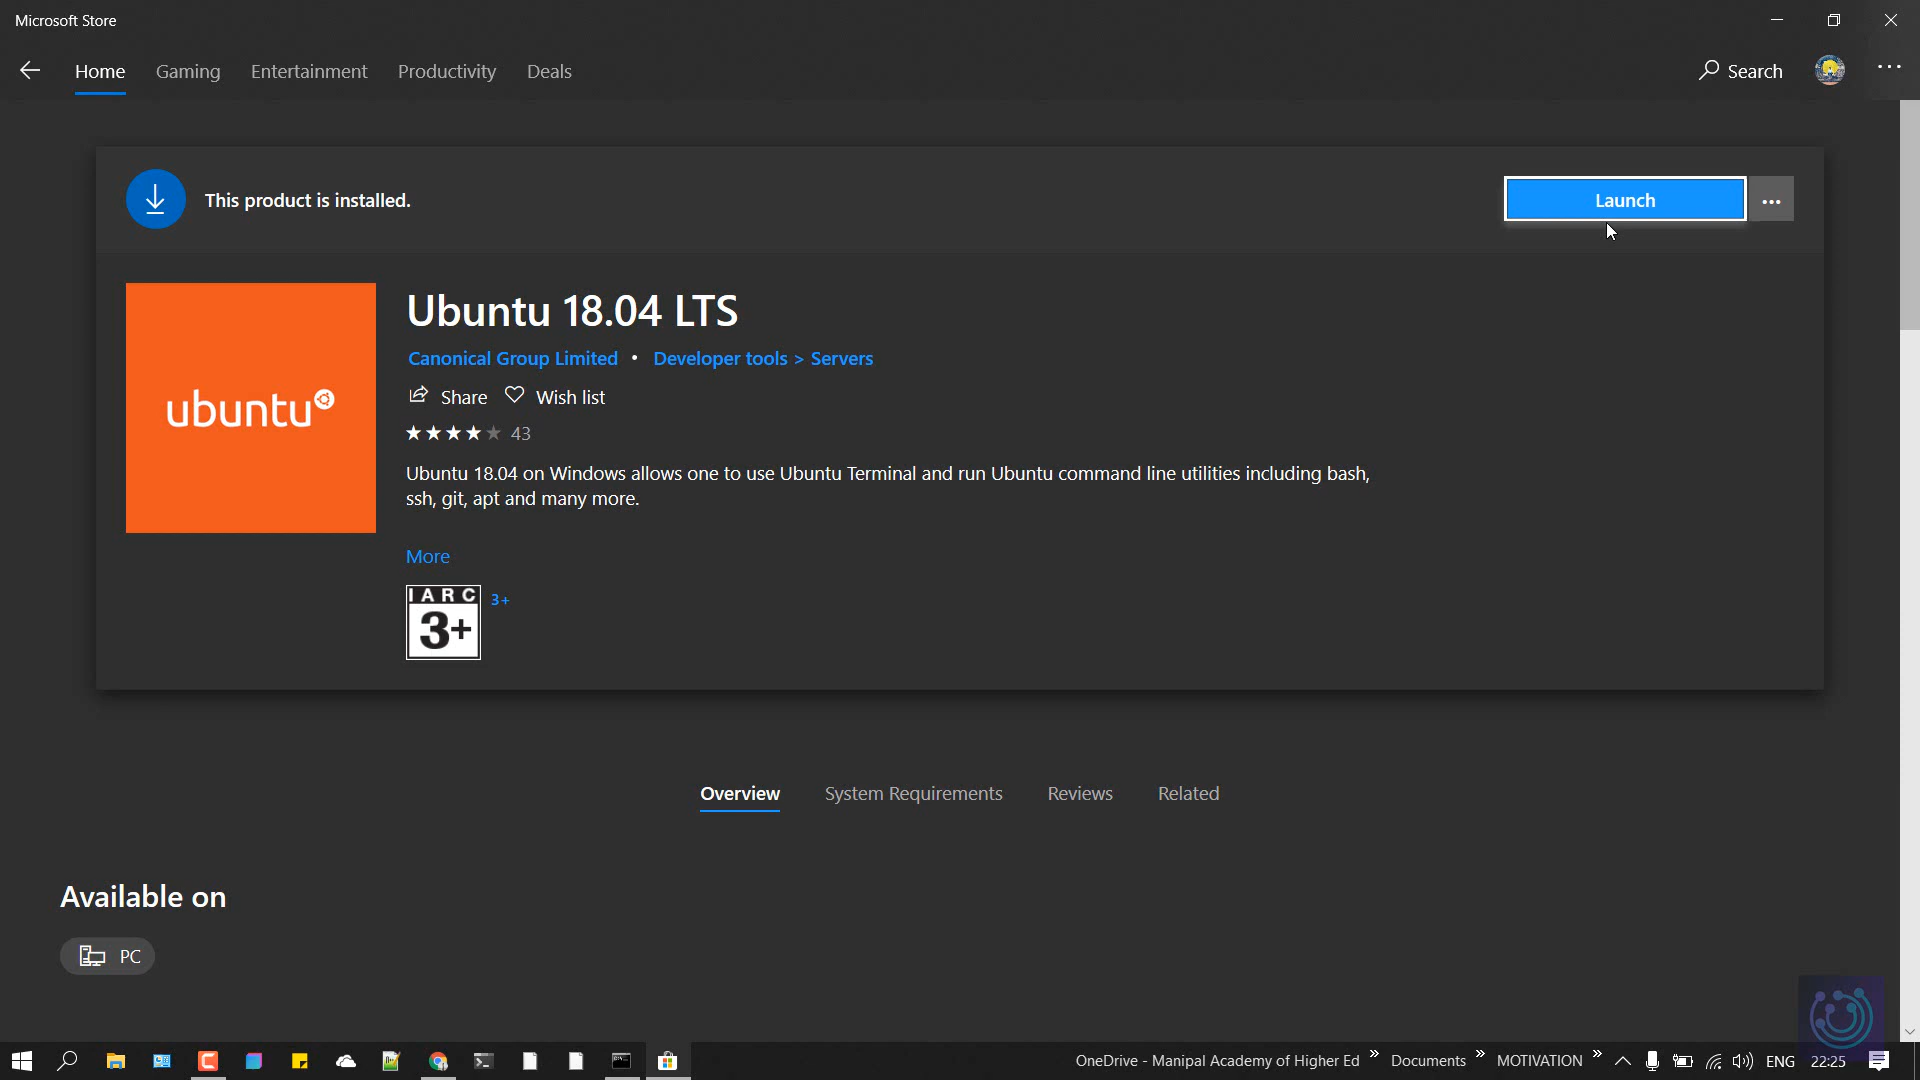 Microsoft Store
Home Gaming Entertainment Productivity Deals
Search
This product is installed.
Launch
ubuntu
Ubuntu 18.04 LTS
Canonical Group Limited • Developer tools > Servers
Share Wish list
43
Ubuntu 18.04 on Windows allows one to use Ubuntu Terminal and run Ubuntu command line utilities including bash,
ssh, git, apt and many more.
More
IARC
3+
3+
Overview System Requirements Reviews Related
Available on
PC
OneDrive - Manipal Academy of Higher Ed » Documents » MOTIVATION » ENG 22:25